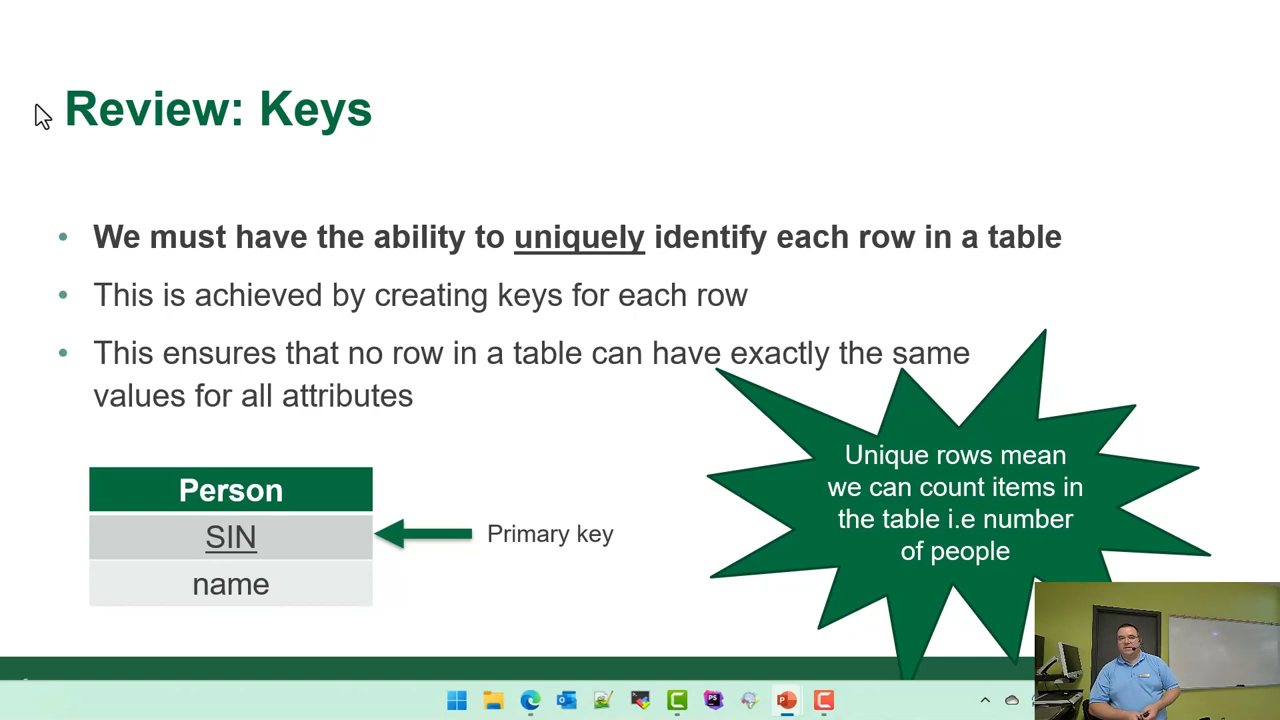 Review: Keys
We must have the ability to uniquely identify each row in a table
This is achieved by creating keys for each row
This ensures that no row in a table can have exactly the same
values for all attributes
Person
SIN
name
Primary key
Unique rows mean
we can count items in
the table i.e number
of people
PS